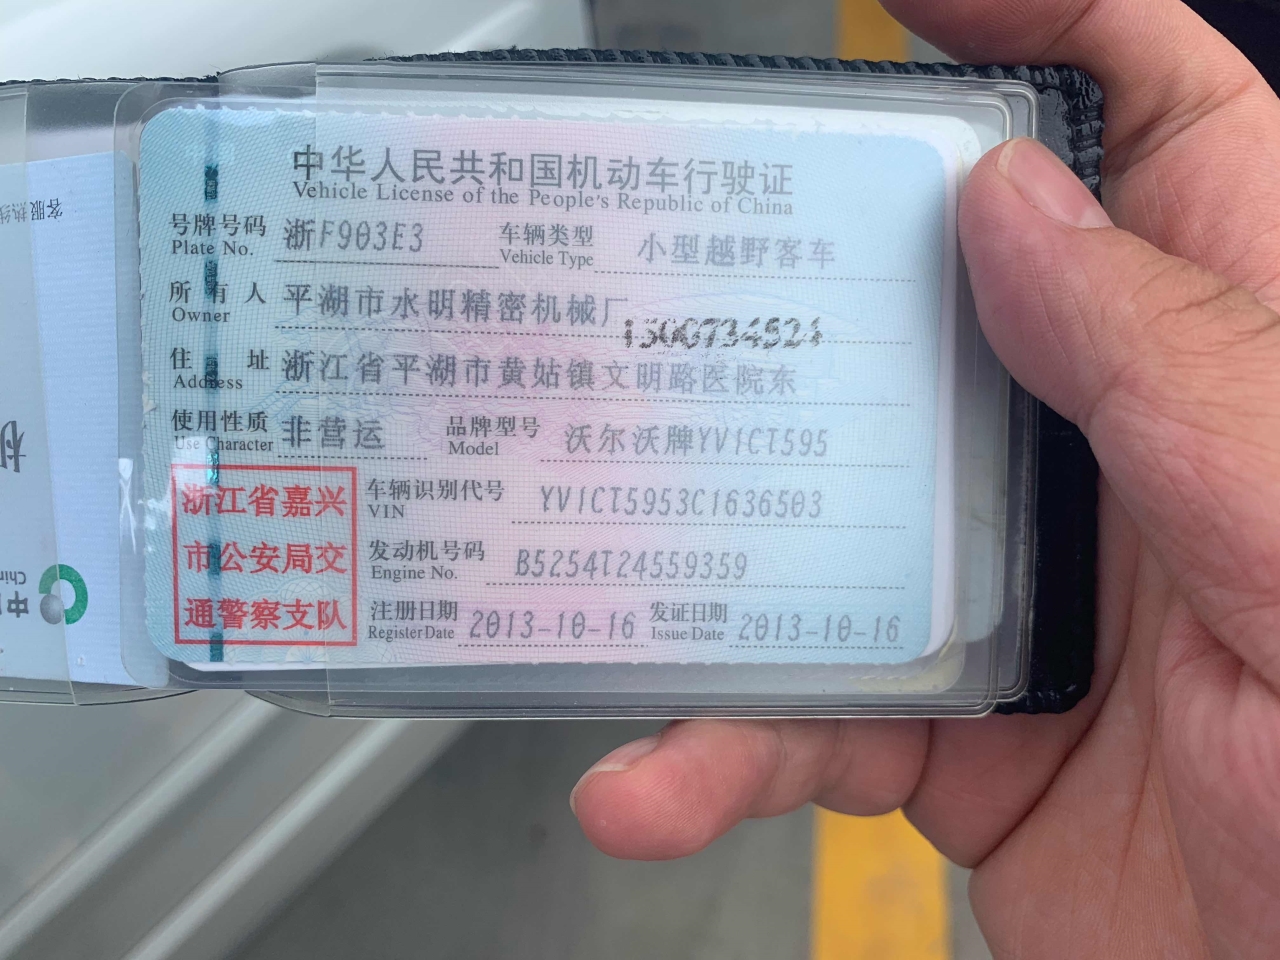 中华人民共和国机动车行驶证
Vehicle License of the People's Republic of China
号牌号码 浙F903E3 车辆类型 小型越野客车
Plate No. Vehicle Type
所有人 平湖市水明精密机械厂
Owner
住址 浙江省平湖市黄姑镇文明路医院东
Address
使用性质 非营运 品牌型号 沃尔沃牌YV1CT595
Use Character Model
浙江省嘉兴
市公安局交
通警察支队
车辆识别代号 YV1CT5953C1636503
VIN
发动机号码 B5254T24559359
Engine No.
注册日期 2013-10-16 发证日期 2013-10-16
Register Date Issue Date
客服热线